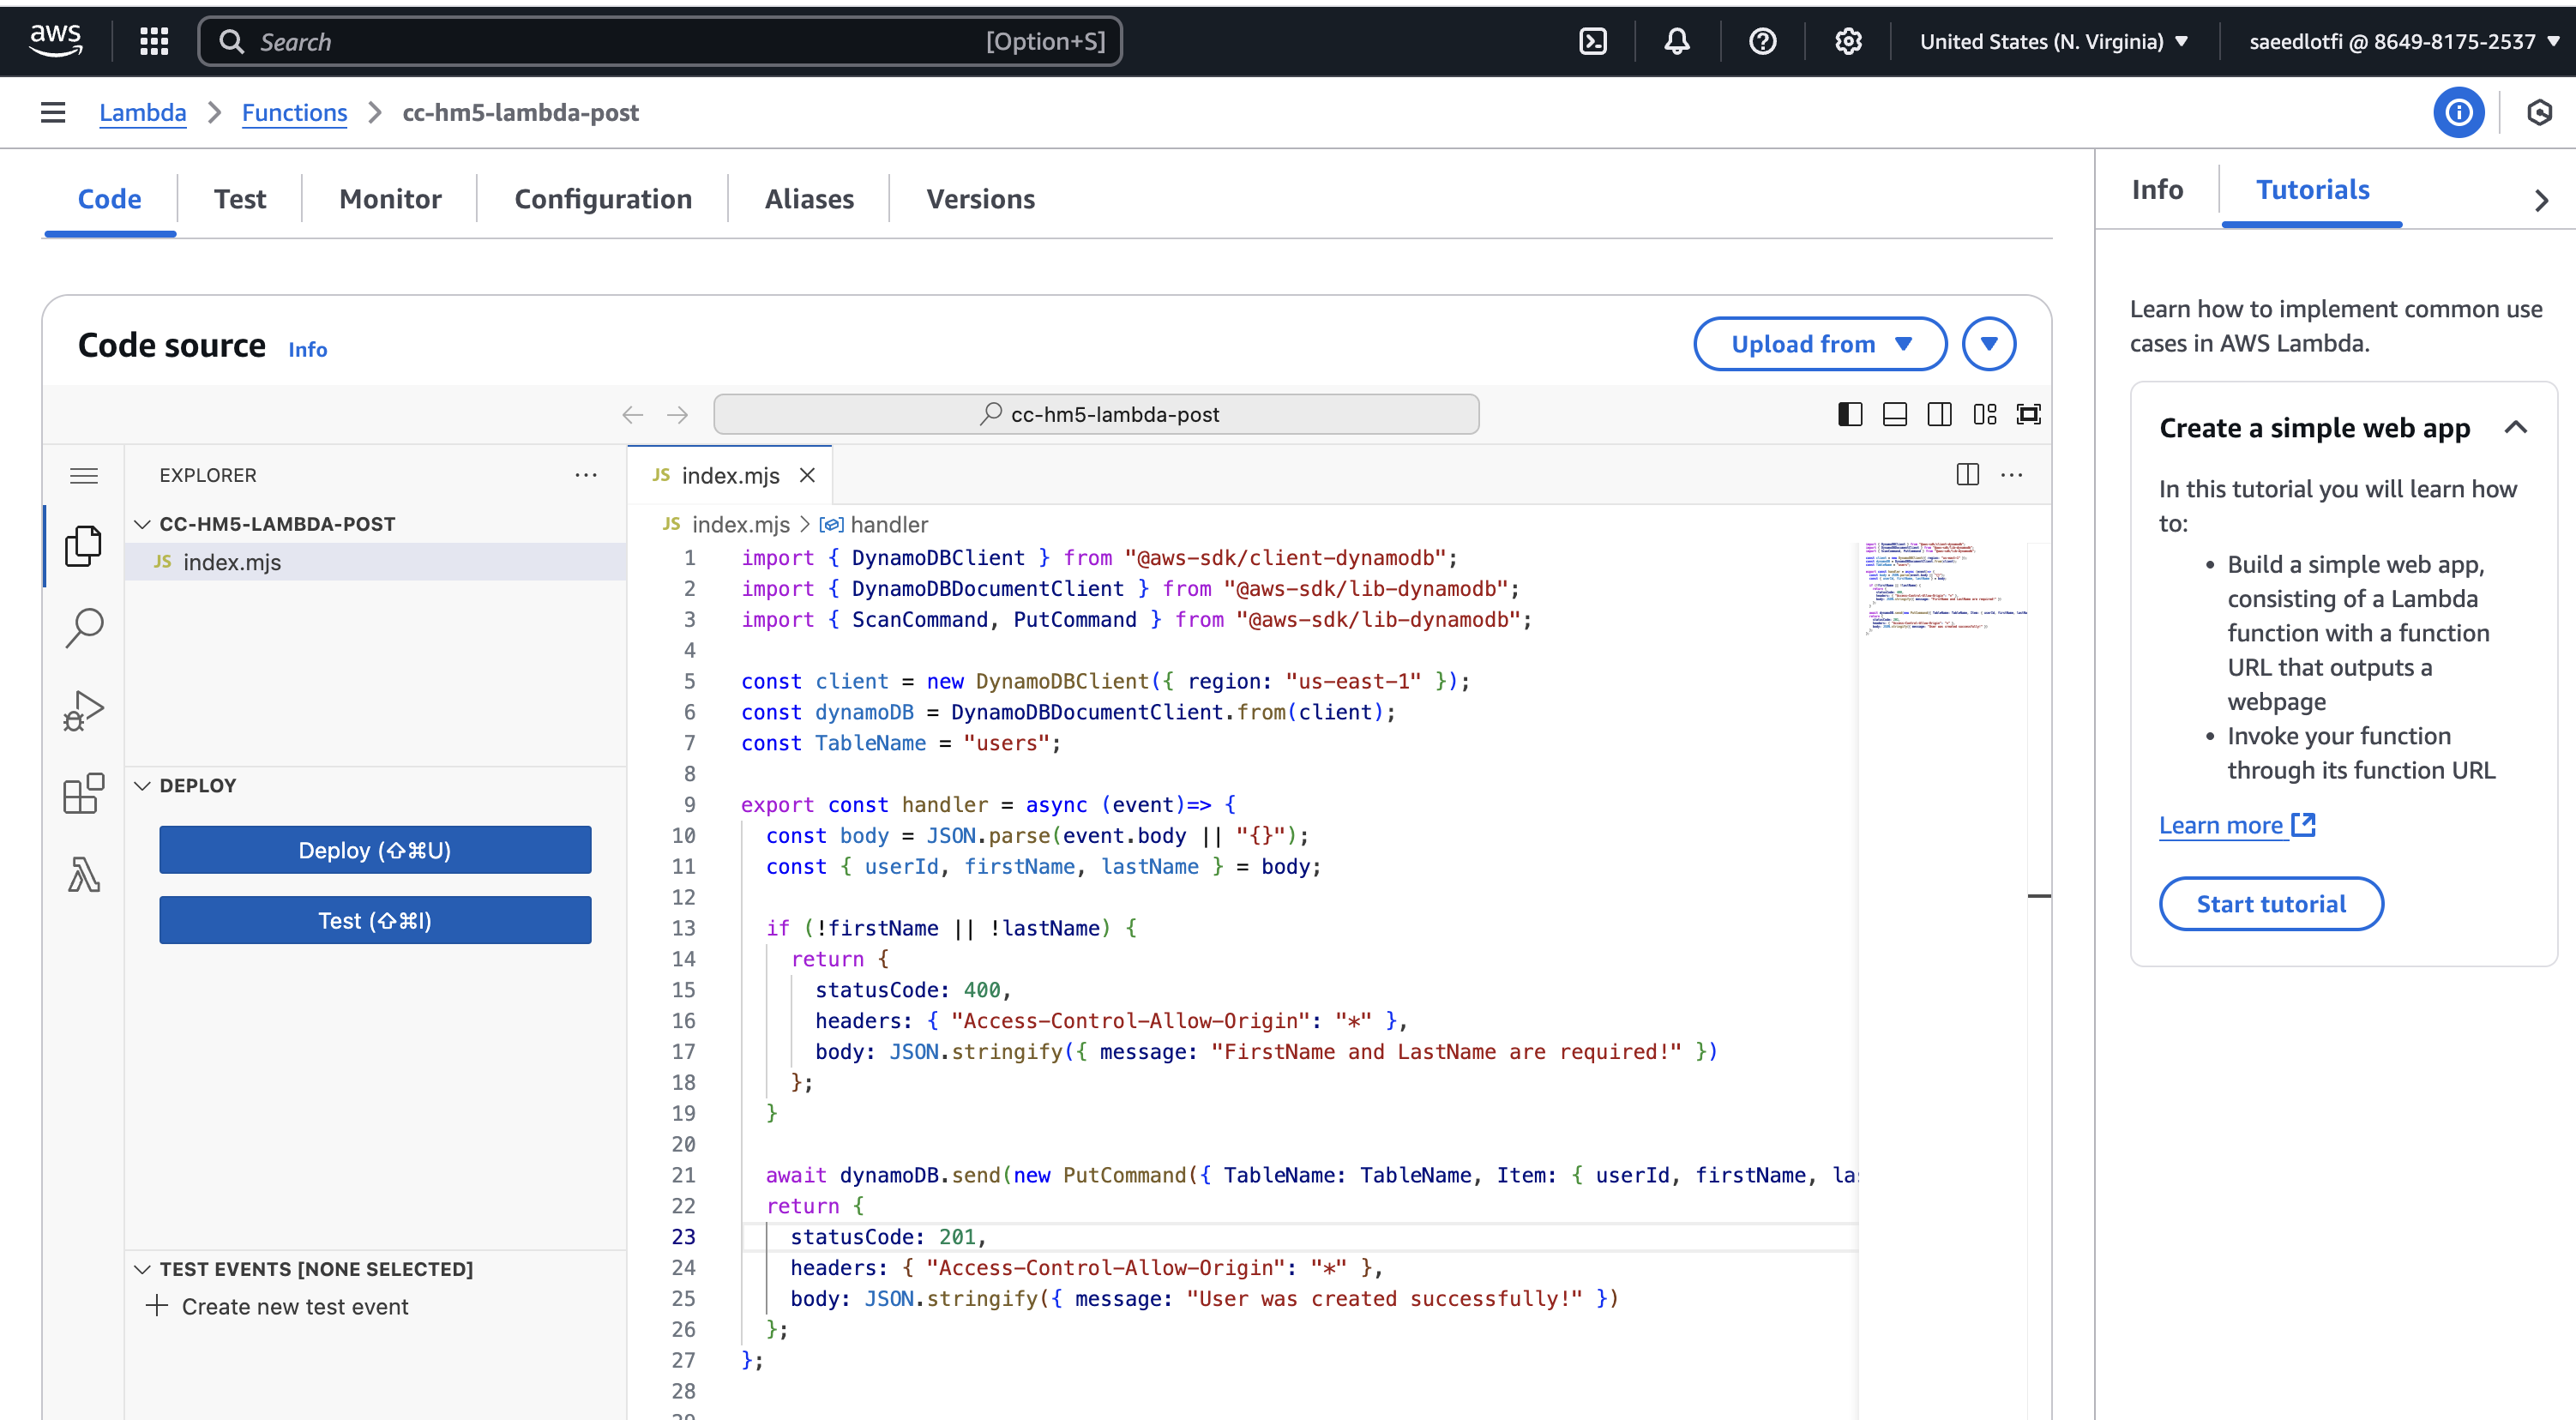 aws
Search [Option+S]
United States (N. Virginia)
saeedlotfi @ 8649-8175-2537
Lambda
Functions
cc-hm5-lambda-post
Code
Test
Monitor
Configuration
Aliases
Versions
Code source
Info
Upload from
cc-hm5-lambda-post
EXPLORER
CC-HM5-LAMBDA-POST
JS index.mjs
DEPLOY
Deploy (⇧⌘U)
Test (⇧⌘I)
TEST EVENTS [NONE SELECTED]
Create new test event
JS index.mjs
JS index.mjs > handler
1 import { DynamoDBClient } from "@aws-sdk/client-dynamodb";
2 import { DynamoDBDocumentClient } from "@aws-sdk/lib-dynamodb";
3 import { ScanCommand, PutCommand } from "@aws-sdk/lib-dynamodb";
4
5 const client = new DynamoDBClient({ region: "us-east-1" });
6 const dynamoDB = DynamoDBDocumentClient.from(client);
7 const TableName = "users";
8
9 export const handler = async (event)=> {
10 const body = JSON.parse(event.body || "{}");
11 const { userId, firstName, lastName } = body;
12
13 if (!firstName || !lastName) {
14 return {
15 statusCode: 400,
16 headers: { "Access-Control-Allow-Origin": "*" },
17 body: JSON.stringify({ message: "FirstName and LastName are required!" })
18 };
19 }
20
21 await dynamoDB.send(new PutCommand({ TableName: TableName, Item: { userId, firstName,
22 return {
23 statusCode: 201,
24 headers: { "Access-Control-Allow-Origin": "*" },
25 body: JSON.stringify({ message: "User was created successfully!" })
26 };
27 };
28
Info
Tutorials
Learn how to implement common use
cases in AWS Lambda.
Create a simple web app
In this tutorial you will learn how
to:
• Build a simple web app,
consisting of a Lambda
function with a function
URL that outputs a
webpage
• Invoke your function
through its function URL
Learn more
Start tutorial